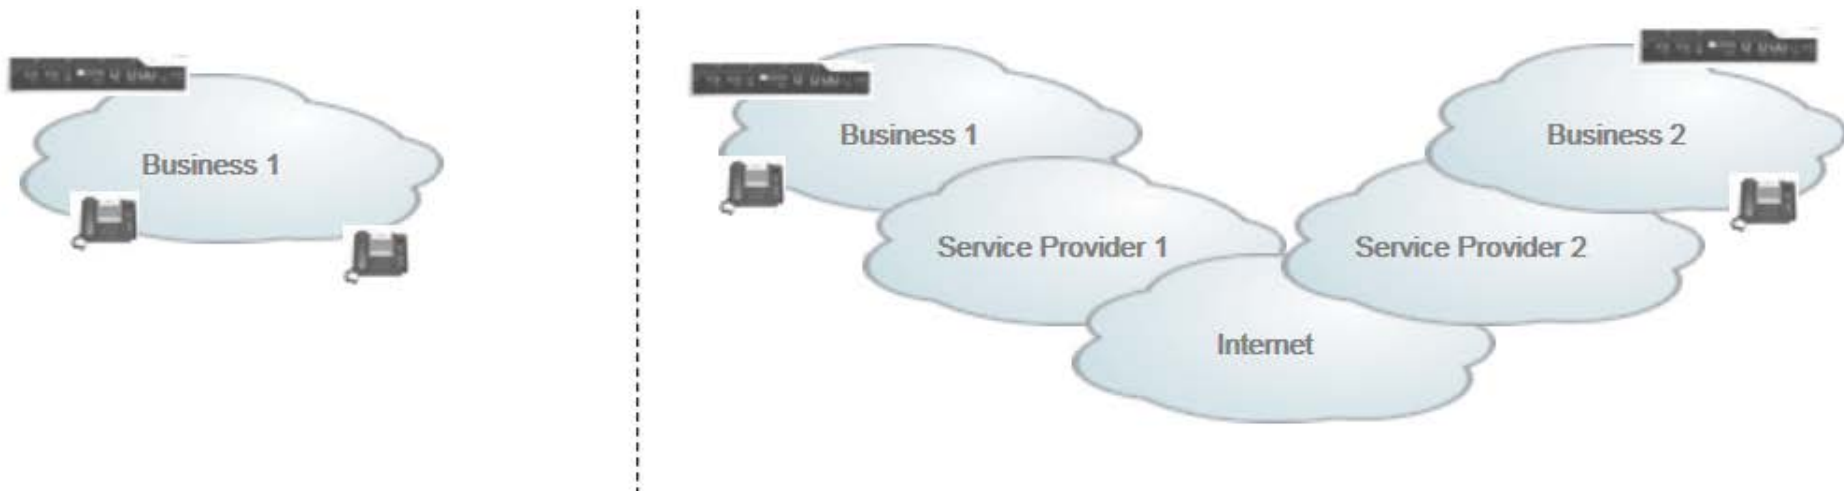 Business 1
Business 1
Business 2
Service Provider 1
Service Provider 2
Internet